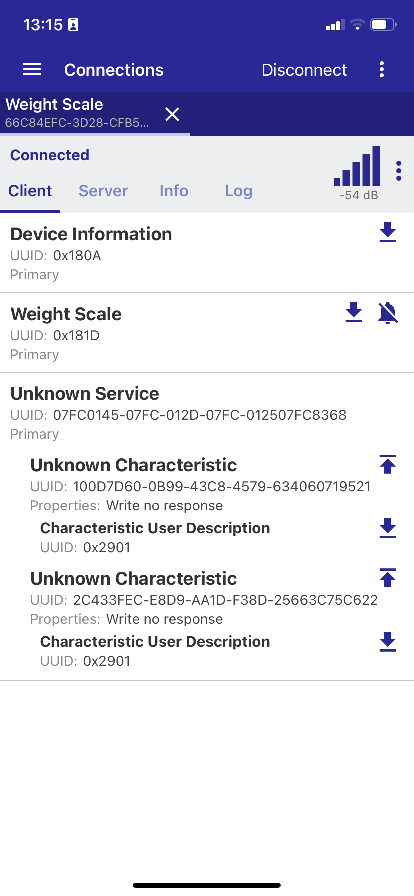 13:15
Connections
Disconnect
Weight Scale
66C84EFC-3D28-CFB5...
Connected
-54 dB
Client
Server
Info
Log
Device Information
UUID: 0x180A
Primary
Weight Scale
UUID: 0x181D
Primary
Unknown Service
UUID: 07FC0145-07FC-012D-07FC-012507FC8368
Primary
Unknown Characteristic
UUID: 100D7D60-0B99-43C8-4579-634060719521
Properties: Write no response
Characteristic User Description
UUID: 0x2901
Unknown Characteristic
UUID: 2C433FEC-E8D9-AA1D-F38D-25663C75C622
Properties: Write no response
Characteristic User Description
UUID: 0x2901